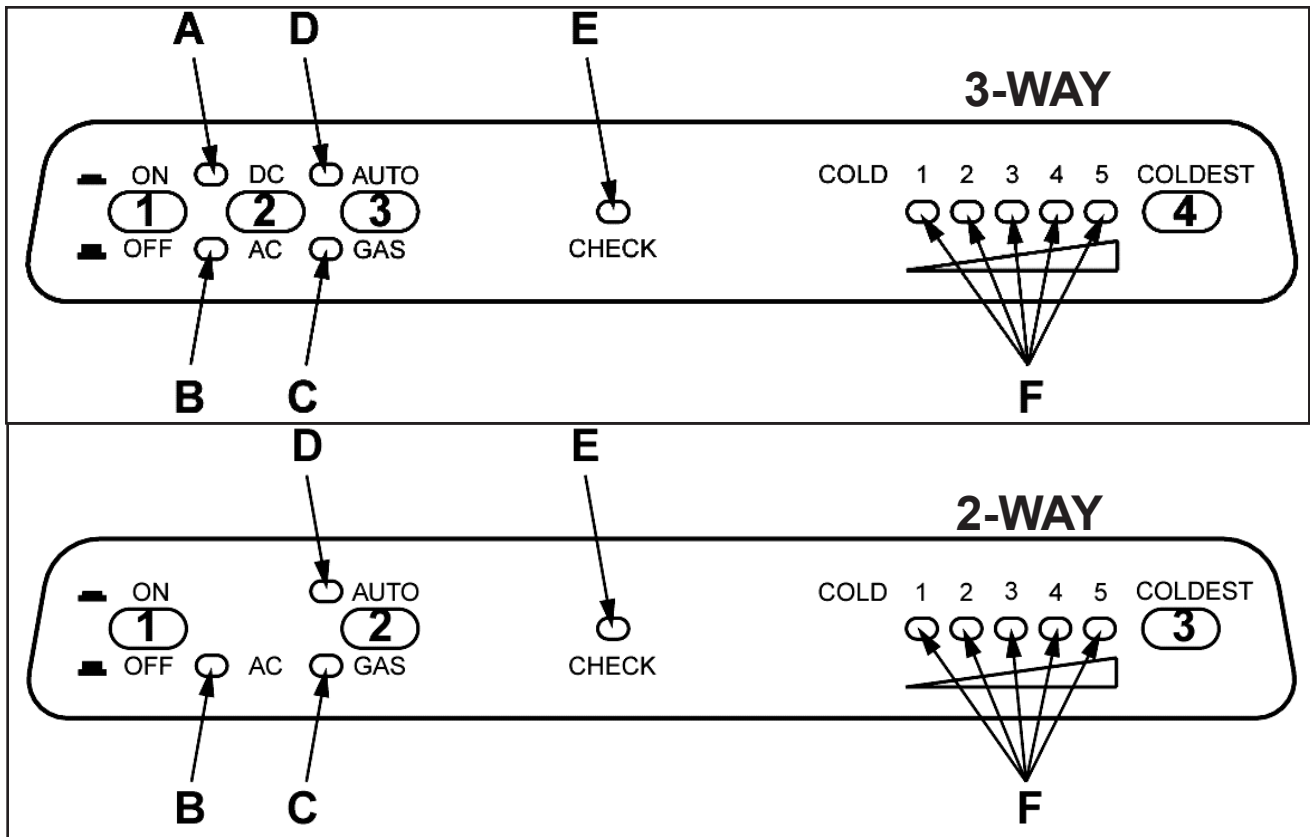 A D E
3-WAY
ON DC AUTO COLD 1 2 3 4 5 COLDEST
1 2 3 4
OFF AC GAS CHECK
B C F
D E
2-WAY
ON AUTO COLD 1 2 3 4 5 COLDEST
1 2 3
OFF AC GAS CHECK
B C F